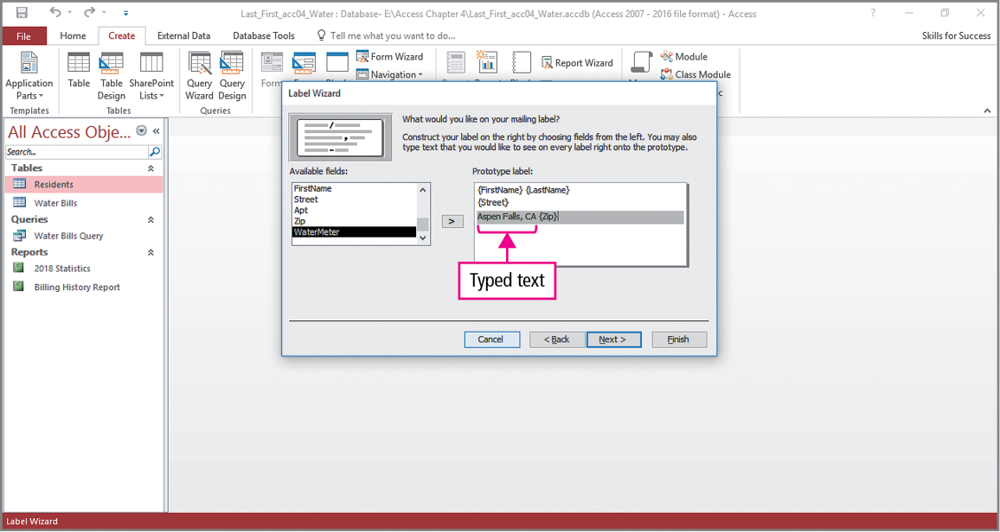 Last_First_acc04_Water : Database- E:\Access Chapter 4\Last_First_acc04_Water.accdb (Access 2007 - 2016 file format) - Access
?
File Home Create External Data Database Tools Tell me what you want to do...
Skills for Success
Application Parts
Table
Table Design
SharePoint Lists
Query Wizard
Query Design
Form Wizard
Navigation
Report Wizard
Module
Class Module
Templates
Tables
Queries
All Access Obje...
Search...
Tables
Residents
Water Bills
Queries
Water Bills Query
Reports
2018 Statistics
Billing History Report
Label Wizard
What would you like on your mailing label?
Construct your label on the right by choosing fields from the left. You may also
type text that you would like to see on every label right onto the prototype.
Available fields:
FirstName
Street
Apt
Zip
WaterMeter
>
Prototype label:
{FirstName} {LastName}
{Street}
Aspen Falls, CA {Zip}
Typed text
Cancel
< Back
Next >
Finish
Label Wizard